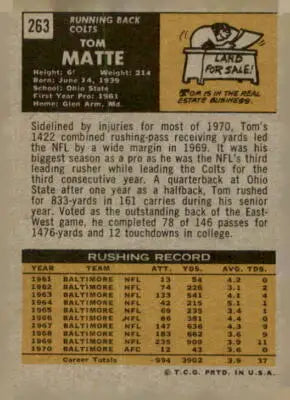 263
RUNNING BACK
COLTS
TOM
MATTE
Height: 6' Weight: 214
Born: June 14, 1939
School: Ohio State
First Year Pro: 1961
Home: Glen Arm, Md.
LAND
FOR SALE!
TOM IS IN THE REAL
ESTATE BUSINESS.
Sidelined by injuries for most of 1970, Tom's
1422 combined rushing-pass receiving yards led
the NFL by a wide margin in 1969. It was his
biggest season as a pro as he was the NFL's third
leading rusher while leading the Colts for the
third consecutive year. A quarterback at Ohio
State after one year as a halfback, Tom rushed
for 833-yards in 161 carries during his senior
year. Voted as the outstanding back of the East-
West game, he completed 78 of 146 passes for
1476-yards and 12 touchdowns in college.
RUSHING RECORD
YEAR TEAM ATT. YDS. AVG. TDS.
1961 BALTIMORE NFL 13 54 4.2 0
1962 BALTIMORE NFL 74 226 3.1 2
1963 BALTIMORE NFL 133 541 4.1 4
1964 BALTIMORE NFL 42 215 5.1 1
1965 BALTIMORE NFL 69 235 3.4 1
1966 BALTIMORE NFL 86 381 4.4 0
1967 BALTIMORE NFL 147 636 4.3 9
1968 BALTIMORE NFL 183 662 3.6 9
1969 BALTIMORE NFL 235 909 3.9 11
1970 BALTIMORE AFC 12 43 3.6 0
Career Totals 994 3902 3.9 37
© T.C.G. PRTD. IN U.S.A.